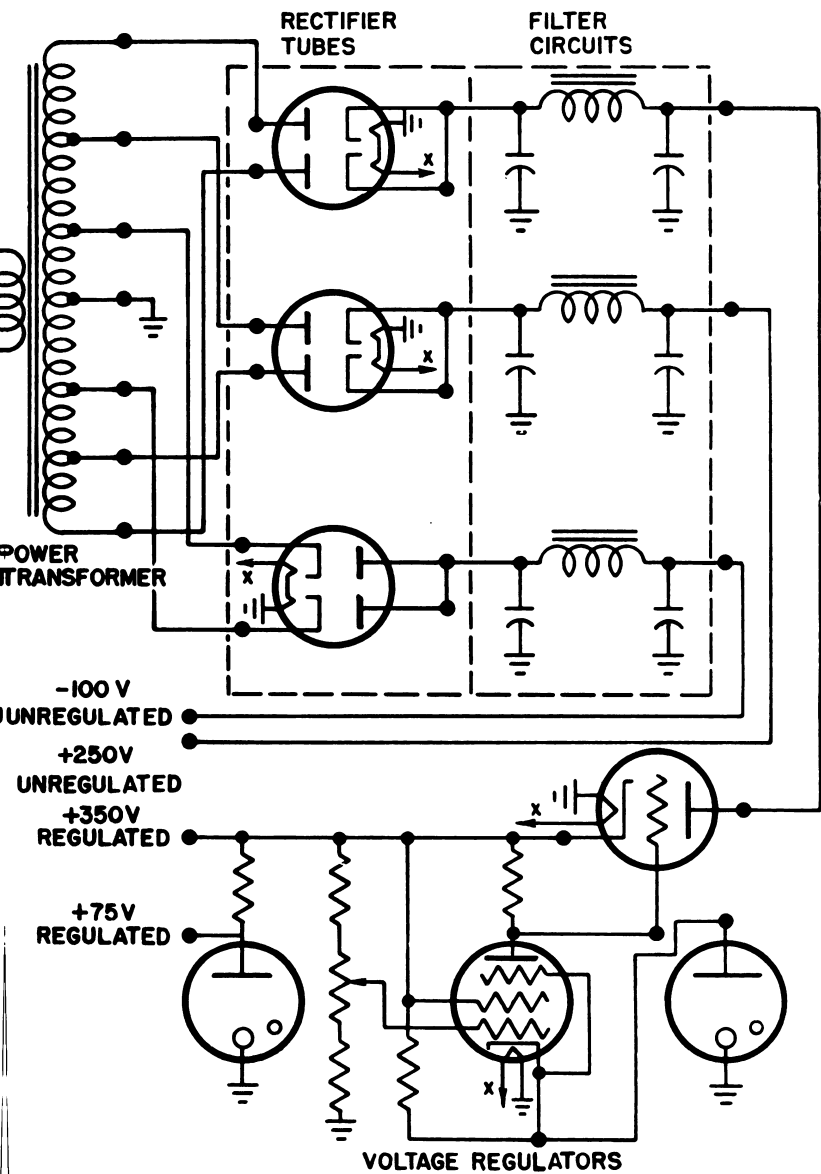 RECTIFIER
TUBES
FILTER
CIRCUITS
X
X
X
POWER
TRANSFORMER
-100 V
UNREGULATED
+250V
UNREGULATED
+350V
REGULATED
X
+75V
REGULATED
X
VOLTAGE REGULATORS